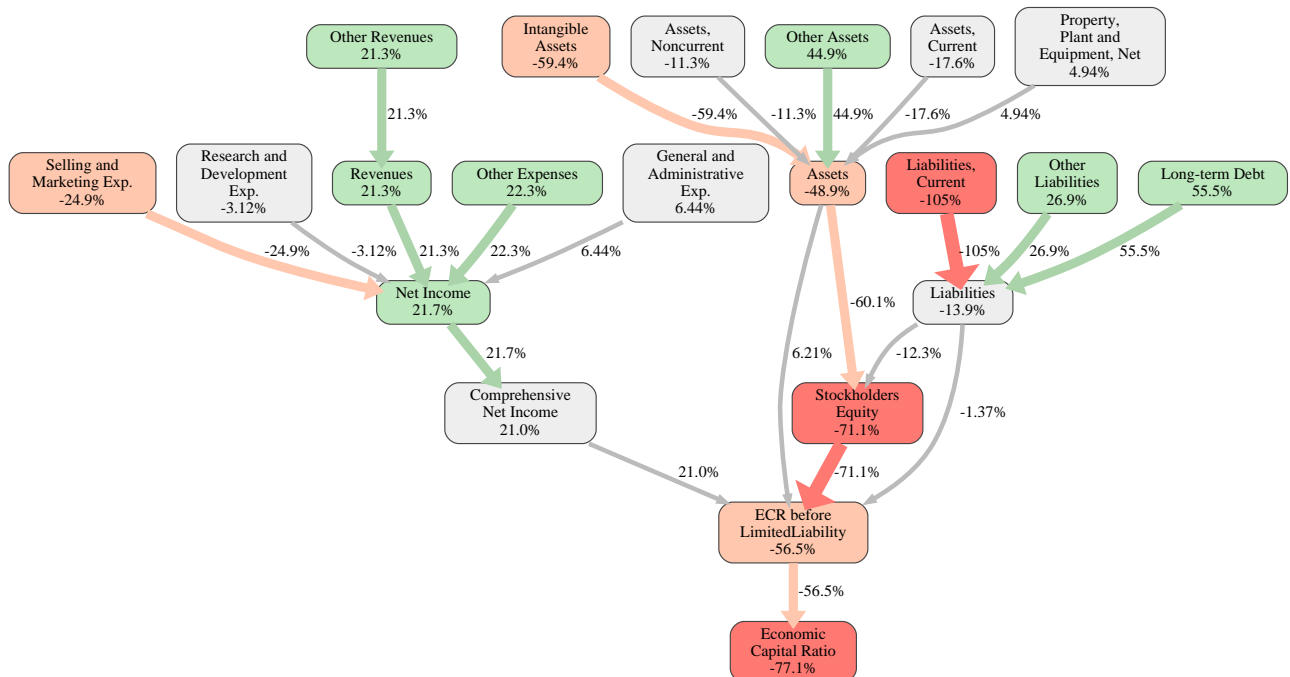 Other Revenues
21.3%
Intangible
Assets
-59.4%
Assets,
Noncurrent
-11.3%
Other Assets
44.9%
Assets,
Current
-17.6%
Property,
Plant and
Equipment, Net
4.94%
21.3%
-59.4%
-11.3%
44.9%
-17.6%
4.94%
Selling and
Marketing Exp.
-24.9%
Research and
Development
Exp.
-3.12%
Revenues
21.3%
Other Expenses
22.3%
General and
Administrative
Exp.
6.44%
Assets
-48.9%
Liabilities,
Current
-105%
Other
Liabilities
26.9%
Long-term Debt
55.5%
-24.9%
-3.12%
21.3%
22.3%
6.44%
-105%
26.9%
55.5%
Net Income
21.7%
-60.1%
Liabilities
-13.9%
21.7%
6.21%
-12.3%
Comprehensive
Net Income
21.0%
Stockholders
Equity
-71.1%
-1.37%
21.0%
-71.1%
ECR before
LimitedLiability
-56.5%
-56.5%
Economic
Capital Ratio
-77.1%